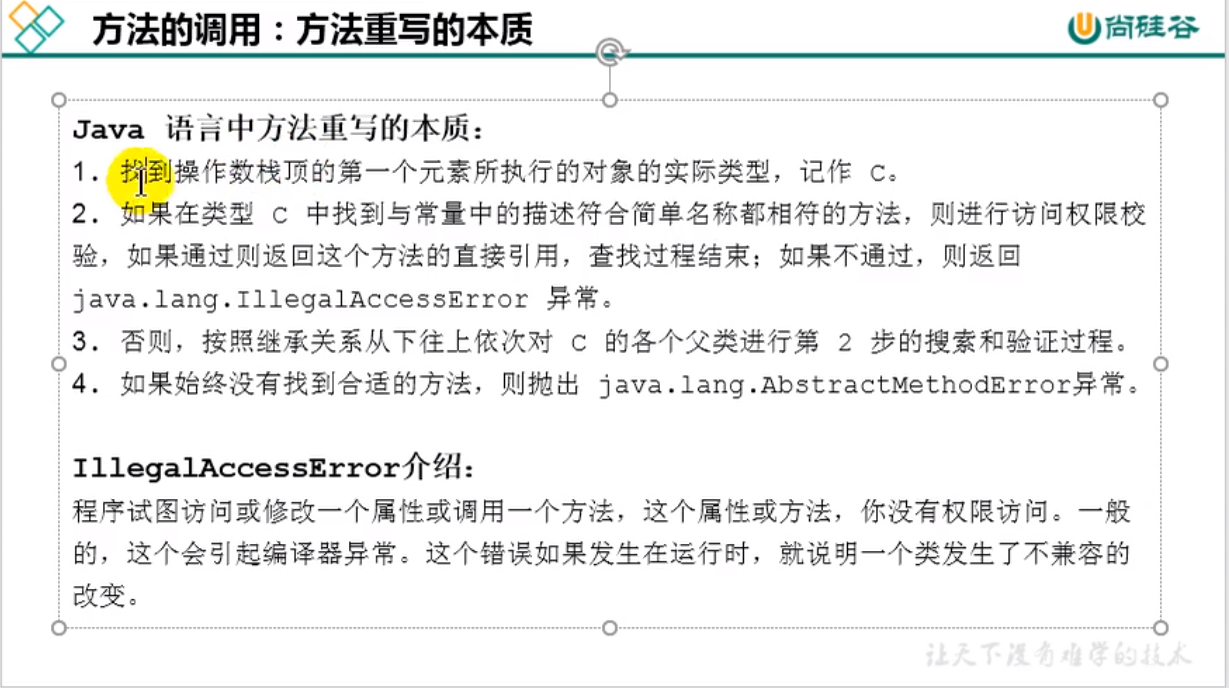 方法的调用：方法重写的本质
尚硅谷
Java 语言中方法重写的本质：
1. 找到操作数栈顶的第一个元素所执行的对象的实际类型，记作 C。
2. 如果在类型 C 中找到与常量中的描述符合简单名称都相符的方法，则进行访问权限校
验，如果通过则返回这个方法的直接引用，查找过程结束；如果不通过，则返回
java.lang.IllegalAccessError 异常。
3. 否则，按照继承关系从下往上依次对 C 的各个父类进行第 2 步的搜索和验证过程。
4. 如果始终没有找到合适的方法，则抛出 java.lang.AbstractMethodError异常。
IllegalAccessError介绍：
程序试图访问或修改一个属性或调用一个方法，这个属性或方法，你没有权限访问。一般
的，这个会引起编译器异常。这个错误如果发生在运行时，就说明一个类发生了不兼容的
改变。
让天下没有难学的技术